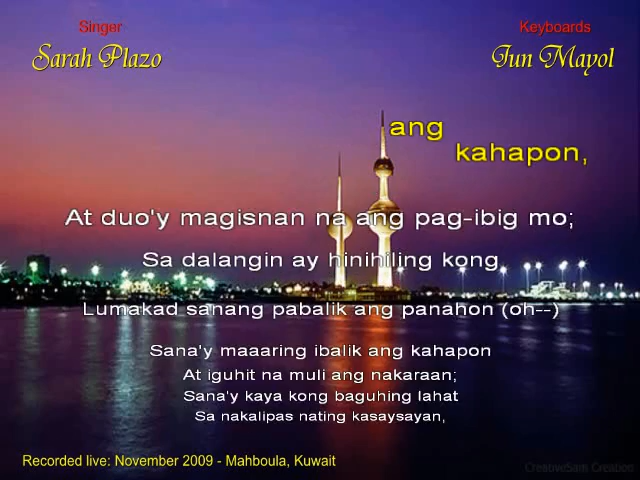 Singer
Sarah Plazo
Keyboards
Jun Mayol
ang
kahapon,
At duo'y magisnan na ang pag-ibig mo;
Sa dalangin ay hinihiling kong
Lumakad sanang pabalik ang panahon (oh--)
Sana'y maaaring ibalik ang kahapon
At iguhit na muli ang nakaraan;
Sana'y kaya kong baguhing lahat
Sa nakalipas nating kasaysayan,
Recorded live: November 2009 - Mahboula, Kuwait
CreativeSam Creation